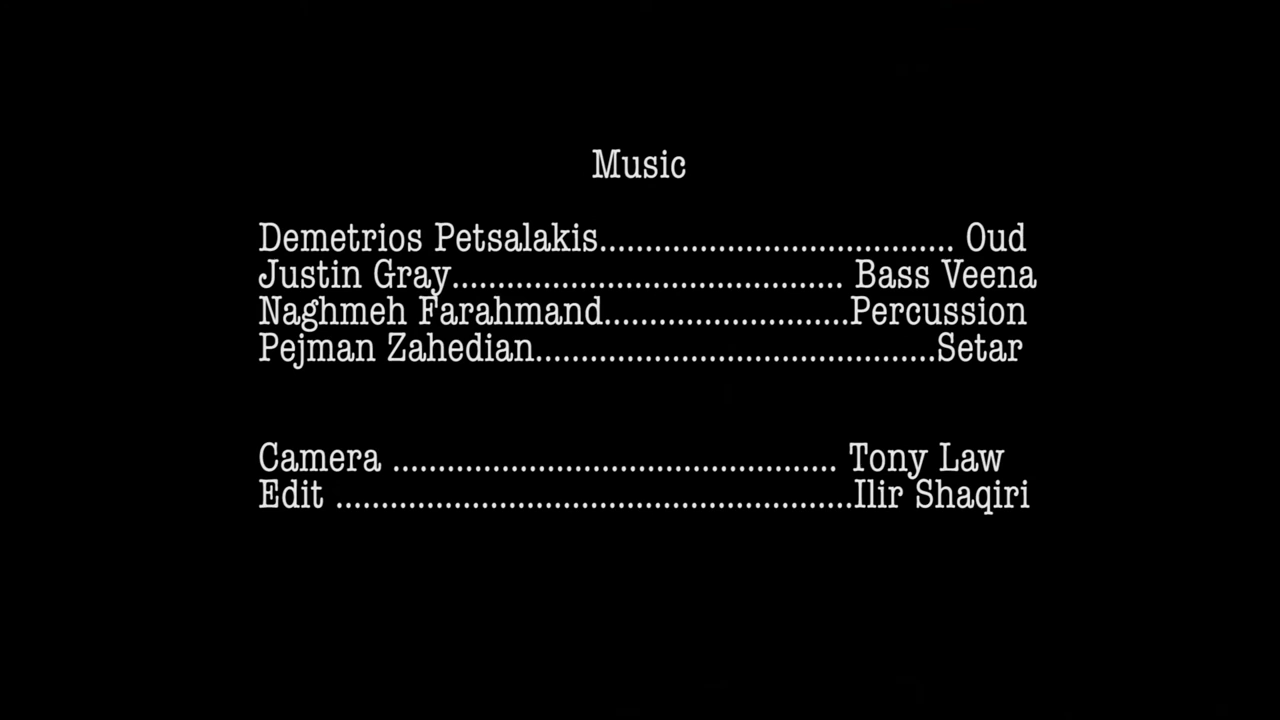 Music
Demetrios Petsalakis....................................... Oud
Justin Gray........................................... Bass Veena
Naghmeh Farahmand...........................Percussion
Pejman Zahedian............................................Setar
Camera ................................................. Tony Law
Edit .........................................................Ilir Shaqiri